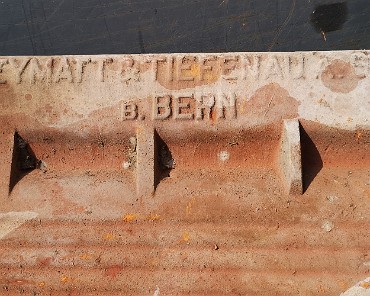 EYMATT & TIEFENAU A.
B. BERN